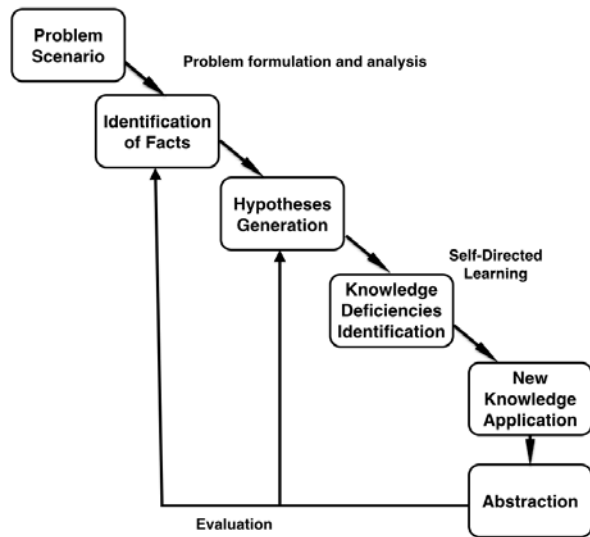 Problem
Scenario
Problem formulation and analysis
Identification
of Facts
Hypotheses
Generation
Self-Directed
Learning
Knowledge
Deficiencies
Identification
New
Knowledge
Application
Abstraction
Evaluation